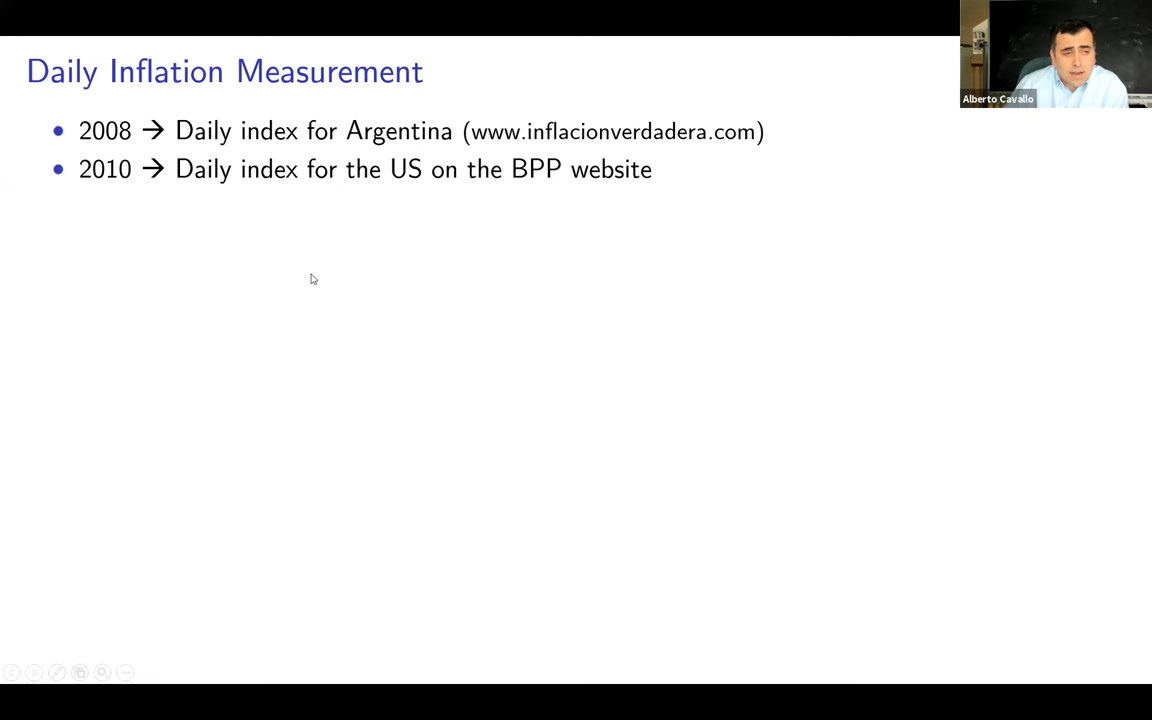 Daily Inflation Measurement
• 2008 → Daily index for Argentina (www.inflacionverdadera.com)
• 2010 → Daily index for the US on the BPP website
Alberto Cavallo